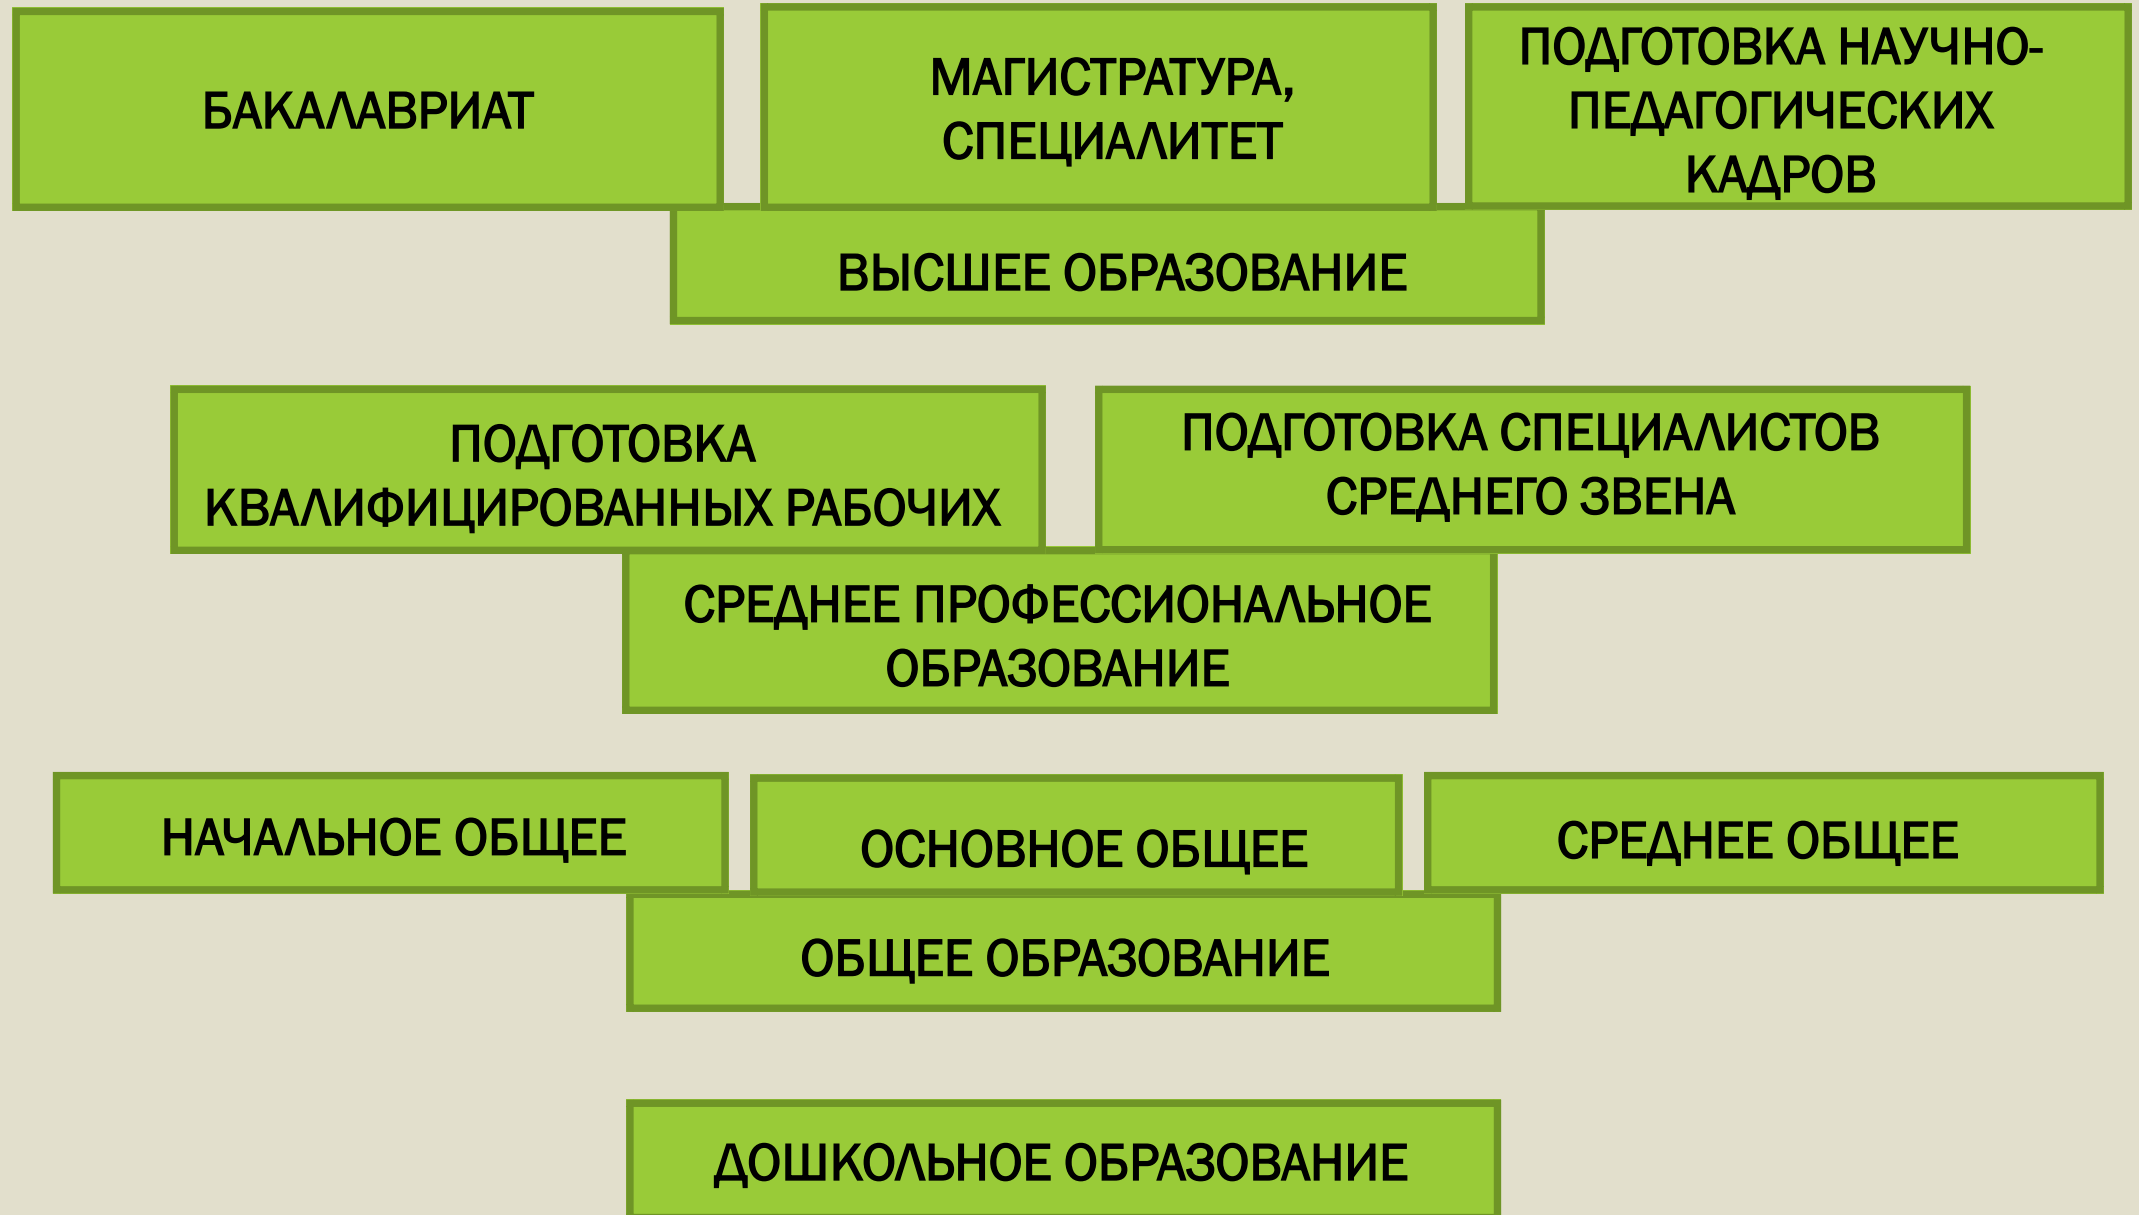 БАКАЛАВРИАТ
МАГИСТРАТУРА,
СПЕЦИАЛИТЕТ
ПОДГОТОВКА НАУЧНО-
ПЕДАГОГИЧЕСКИХ
КАДРОВ
ВЫСШЕЕ ОБРАЗОВАНИЕ
ПОДГОТОВКА
КВАЛИФИЦИРОВАННЫХ РАБОЧИХ
ПОДГОТОВКА СПЕЦИАЛИСТОВ
СРЕДНЕГО ЗВЕНА
СРЕДНЕЕ ПРОФЕССИОНАЛЬНОЕ
ОБРАЗОВАНИЕ
НАЧАЛЬНОЕ ОБЩЕЕ
ОСНОВНОЕ ОБЩЕЕ
СРЕДНЕЕ ОБЩЕЕ
ОБЩЕЕ ОБРАЗОВАНИЕ
ДОШКОЛЬНОЕ ОБРАЗОВАНИЕ